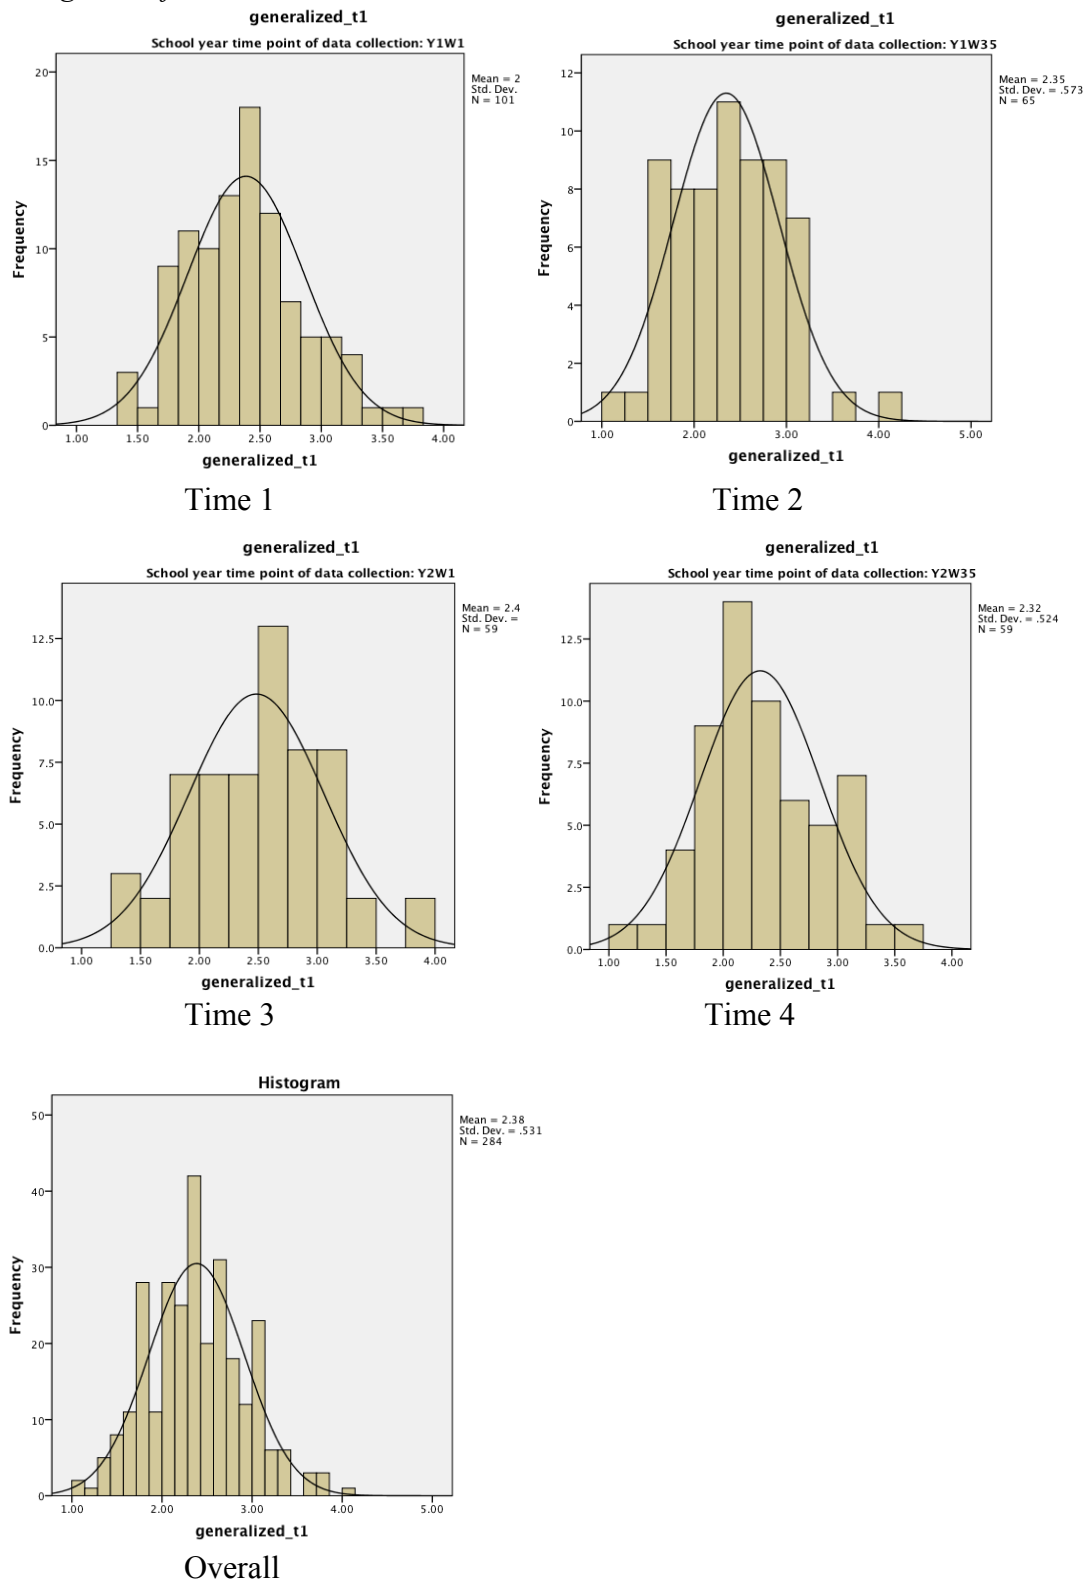 generalized_t1
School year time point of data collection: Y1W1
Mean = 2
Std. Dev.
N = 101
20
15
10
5
0
Frequency
1.00 1.50 2.00 2.50 3.00 3.50 4.00
generalized_t1
Time 1
generalized_t1
School year time point of data collection: Y1W35
Mean = 2.35
Std. Dev. = .573
N = 65
12
10
8
6
4
2
0
Frequency
1.00 2.00 3.00 4.00 5.00
generalized_t1
Time 2
generalized_t1
School year time point of data collection: Y2W1
Mean = 2.4
Std. Dev. =
N = 59
12.5
10.0
7.5
5.0
2.5
0.0
Frequency
1.00 1.50 2.00 2.50 3.00 3.50 4.00
generalized_t1
Time 3
generalized_t1
School year time point of data collection: Y2W35
Mean = 2.32
Std. Dev. = .524
N = 59
12.5
10.0
7.5
5.0
2.5
0.0
Frequency
1.00 1.50 2.00 2.50 3.00 3.50 4.00
generalized_t1
Time 4
Histogram
Mean = 2.38
Std. Dev. = .531
N = 284
50
40
30
20
10
0
Frequency
1.00 2.00 3.00 4.00 5.00
generalized_t1
Overall